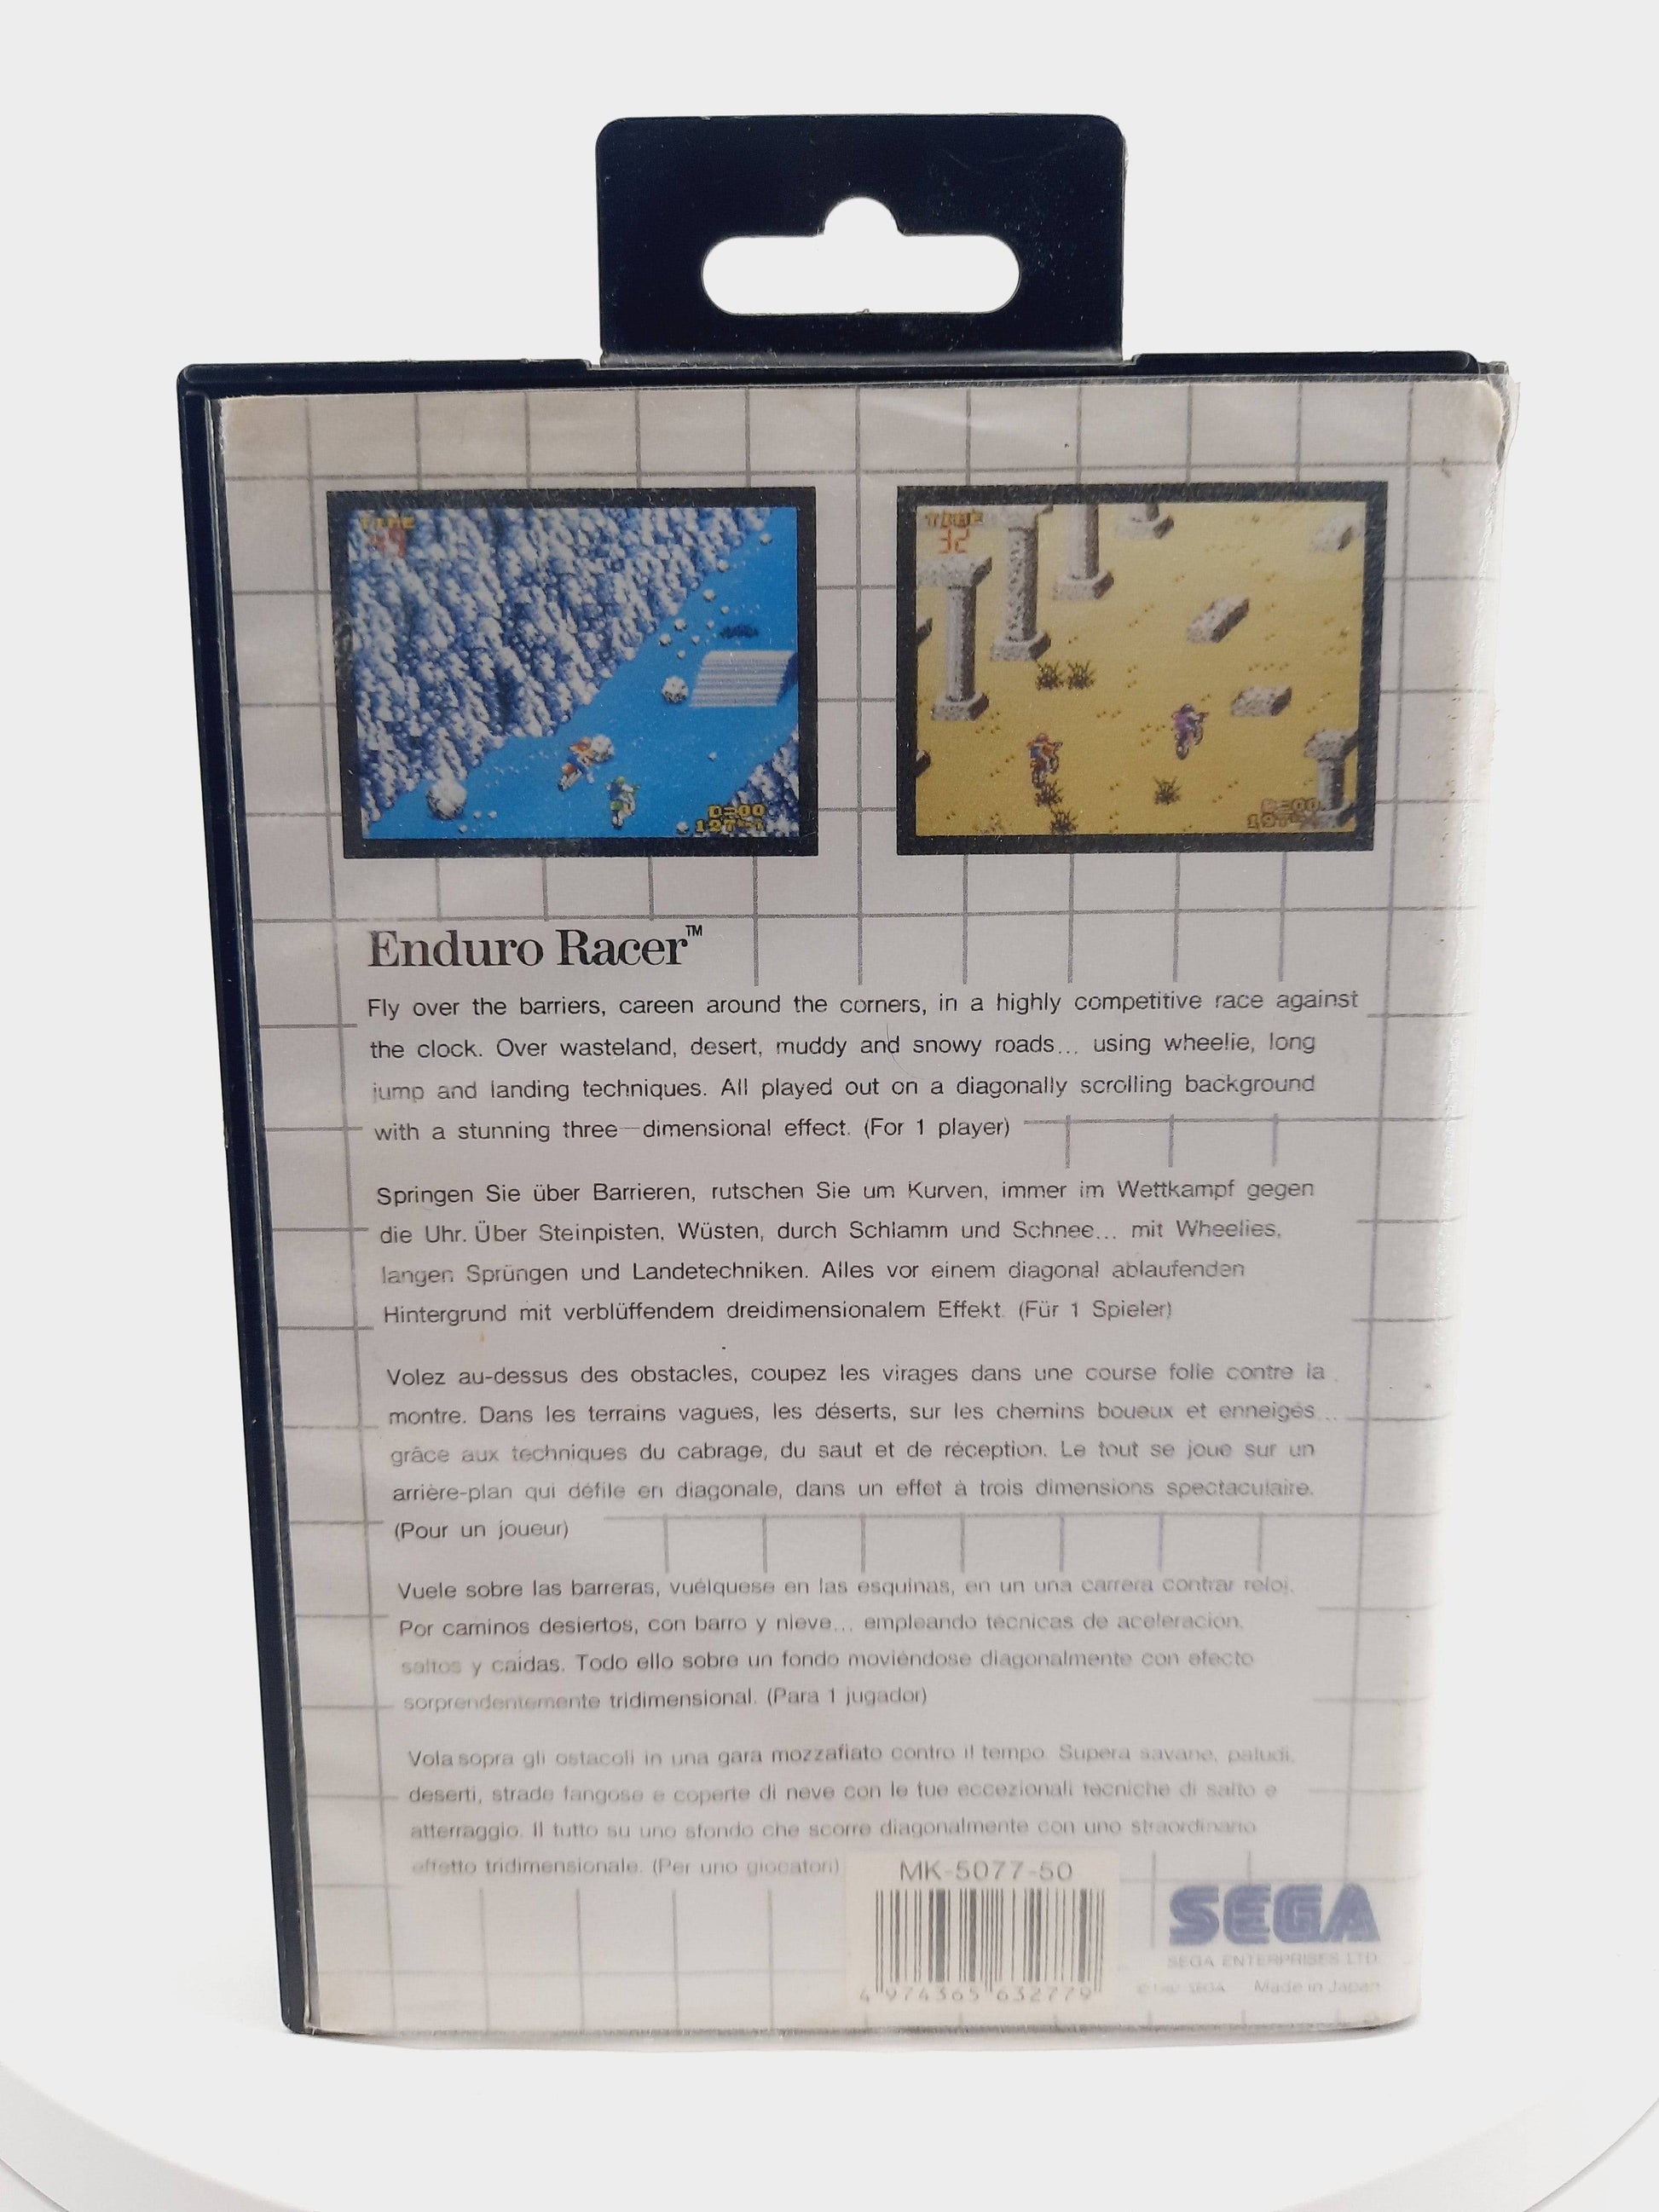 TIME
49
D=00
127
TIME
32
D=00
Enduro Racer™
Fly over the barriers, careen around the corners, in a highly competitive race against
the clock. Over wasteland, desert, muddy and snowy roads... using wheelie, long
jump and landing techniques. All played out on a diagonally scrolling background
with a stunning three—dimensional effect. (For 1 player)
Springen Sie über Barrieren, rutschen Sie um Kurven, immer im Wettkampf gegen
die Uhr. Über Steinpisten, Wüsten, durch Schlamm und Schnee... mit Wheelies,
langen Sprüngen und Landetechniken. Alles vor einem diagonal ablaufenden
Hintergrund mit verblüffendem dreidimensionalem Effekt. (Für 1 Spieler)
Volez au-dessus des obstacles, coupez les virages dans une course folle contre la
montre. Dans les terrains vagues, les déserts, sur les chemins boueux et enneigés...
grâce aux techniques du cabrage, du saut et de réception. Le tout se joue sur un
arrière-plan qui défile en diagonale, dans un effet à trois dimensions spectaculaire.
(Pour un joueur)
Vuele sobre las barreras, vuélquese en las esquinas, en un una carrera contrar reloj.
Por caminos desiertos, con barro y nieve... empleando técnicas de aceleración,
saltos y caidas. Todo ello sobre un fondo moviéndose diagonalmente con efecto
sorprendentemente tridimensional. (Para 1 jugador)
Vola sopra gli ostacoli in una gara mozzafiato contro il tempo. Supera savane, paludi,
deserti, strade fangose e coperte di neve con le tue eccezionali tecniche di salto e
atterraggio. Il tutto su uno sfondo che scorre diagonalmente con uno straordinario
effetto tridimensionale. (Per uno giocatori)
MK-5077-50
4 974365 632779
SEGA
SEGA ENTERPRISES LTD.
© 1987 SEGA Made in Japan